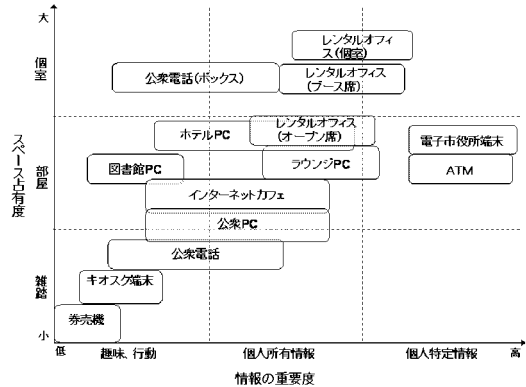 大
レンタルオフィ
ス(個室)
個室
公衆電話(ボックス)
レンタルオフィス
(ブース席)
レンタルオフィス
(オープン席)
ホテルPC
電子市役所端末
スペース占有度
部屋
図書館PC
ラウンジPC
ATM
インターネットカフェ
公衆PC
公衆電話
雑踏
キオスク端末
券売機
小
低
趣味、行動
個人所有情報
個人特定情報
高
情報の重要度